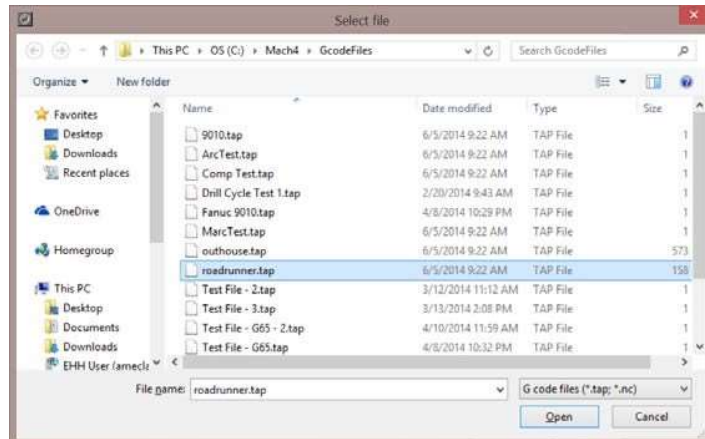 Select file
This PC OS (C:) Mach4 GcodeFiles Search GcodeFiles
Organize New folder
Name Date modified Type Size
Favorites
Desktop
Downloads
Recent places
OneDrive
Homegroup
This PC
Desktop
Documents
Downloads
EHH User
9010.tap 6/5/2014 9:22 AM TAP File 1
ArcTest.tap 6/5/2014 9:22 AM TAP File 1
Comp Test.tap 6/5/2014 9:22 AM TAP File 1
Drill Cycle Test 1.tap 2/20/2014 9:43 AM TAP File 1
Fanuc 9010.tap 4/8/2014 10:29 PM TAP File 1
MarcTest.tap 6/5/2014 9:22 AM TAP File 1
outhouse.tap 6/5/2014 9:22 AM TAP File 573
roadrunner.tap 6/5/2014 9:22 AM TAP File 158
Test File - 2.tap 3/12/2014 11:12 AM TAP File 1
Test File - 3.tap 3/13/2014 2:08 PM TAP File 1
Test File - G65 - 2.tap 4/10/2014 11:59 AM TAP File 1
Test File - G65.tap 4/8/2014 10:32 PM TAP File 1
File name: roadrunner.tap G code files (*.tap; *.nc)
Open Cancel